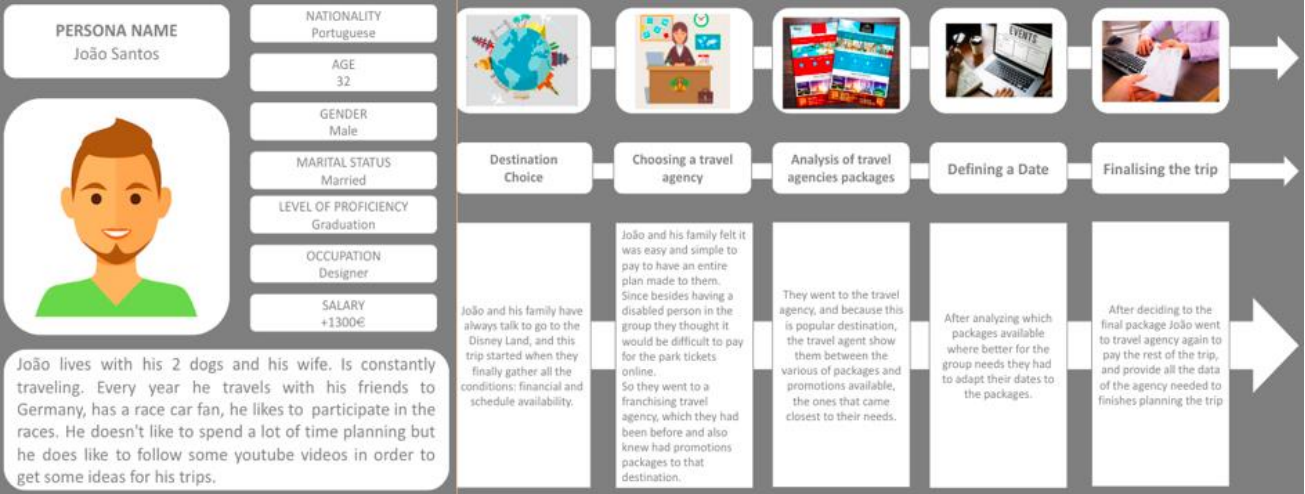 PERSONA NAME
João Santos
NATIONALITY
Portuguese
AGE
32
GENDER
Male
MARITAL STATUS
Married
LEVEL OF PROFICIENCY
Graduation
OCCUPATION
Designer
SALARY
+1300€
João lives with his 2 dogs and his wife. Is constantly
traveling. Every year he travels with his friends to
Germany, has a race car fan, he likes to participate in the
races. He doesn't like to spend a lot of time planning but
he does like to follow some youtube videos in order to
get some ideas for his trips.
EVENTS
Destination
Choice
Choosing a travel
agency
Analysis of travel
agencies packages
Defining a Date
Finalising the trip
João and his family have
always talk to go to the
Disney Land, and this
trip started when they
finally gather all the
conditions: financial and
schedule availability.
João and his family felt it
was easy and simple to
pay to have an entire
plan made to them.
Since besides having a
disabled person in the
group they thought it
would be difficult to pay
for the park tickets
online.
So they went to a
franchising travel
agency, which they had
been before and also
knew had promotions
packages to that
destination.
They went to the travel
agency, and because this
is popular destination,
the travel agent show
them between the
various of packages and
promotions available,
the ones that came
closest to their needs.
After analyzing which
packages available
where better for the
group needs they had
to adapt their dates to
the packages.
After deciding to the
final package João went
to travel agency again to
pay the rest of the trip,
and provide all the data
of the agency needed to
finishes planning the trip